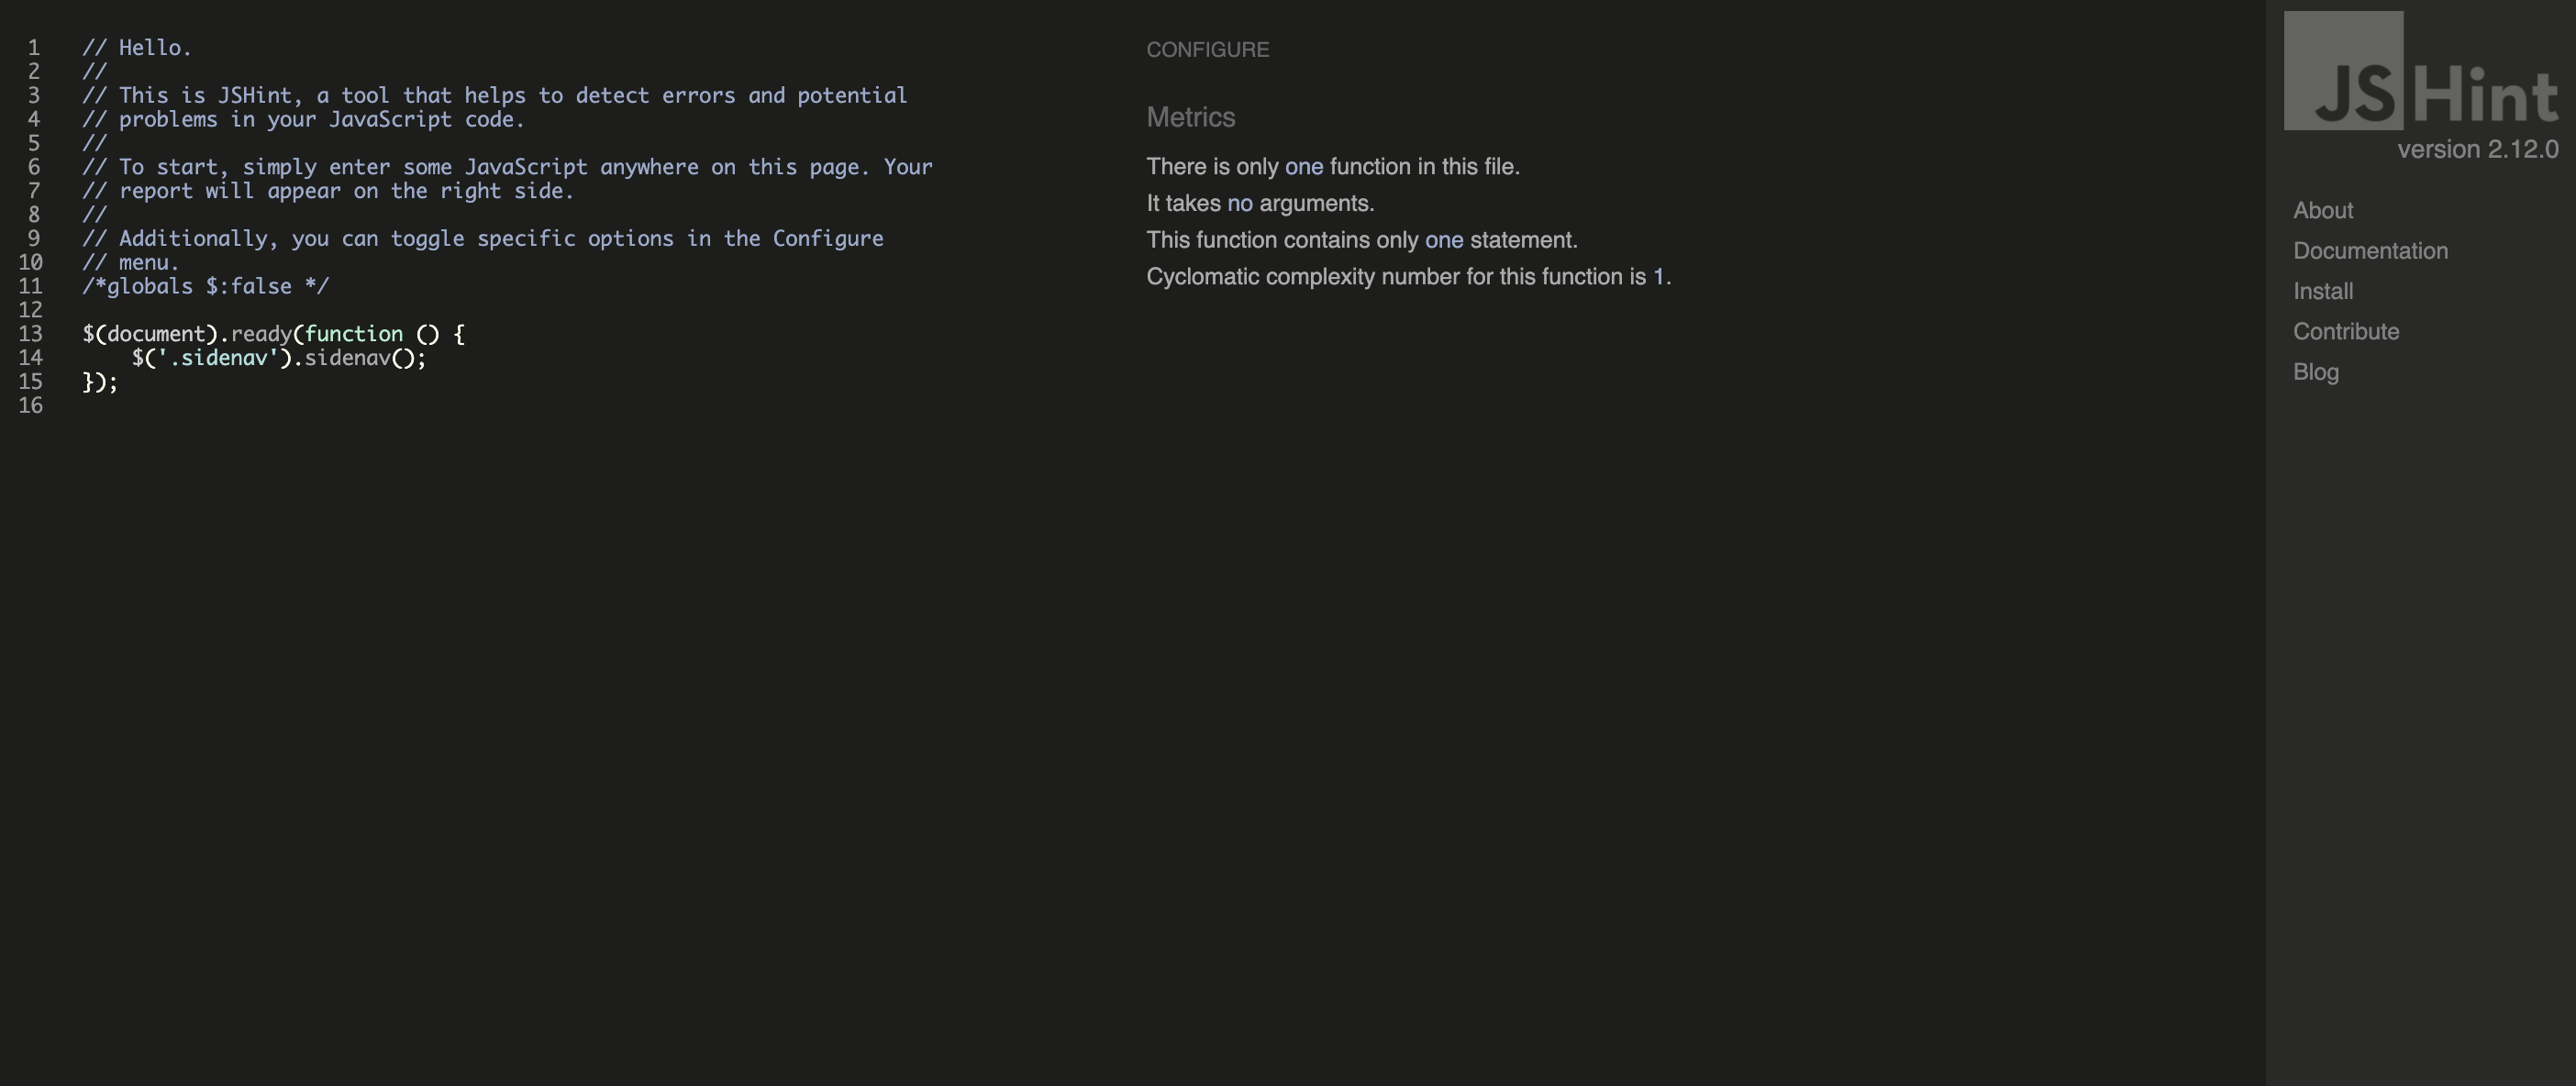 1 // Hello.
2 //
3 // This is JSHint, a tool that helps to detect errors and potential
4 // problems in your JavaScript code.
5 //
6 // To start, simply enter some JavaScript anywhere on this page. Your
7 // report will appear on the right side.
8 //
9 // Additionally, you can toggle specific options in the Configure
10 // menu.
11 /*globals $:false */
12
13 $(document).ready(function () {
14     $('.sidenav').sidenav();
15 });
16
CONFIGURE
Metrics
There is only one function in this file.
It takes no arguments.
This function contains only one statement.
Cyclomatic complexity number for this function is 1.
JSHint
version 2.12.0
About
Documentation
Install
Contribute
Blog